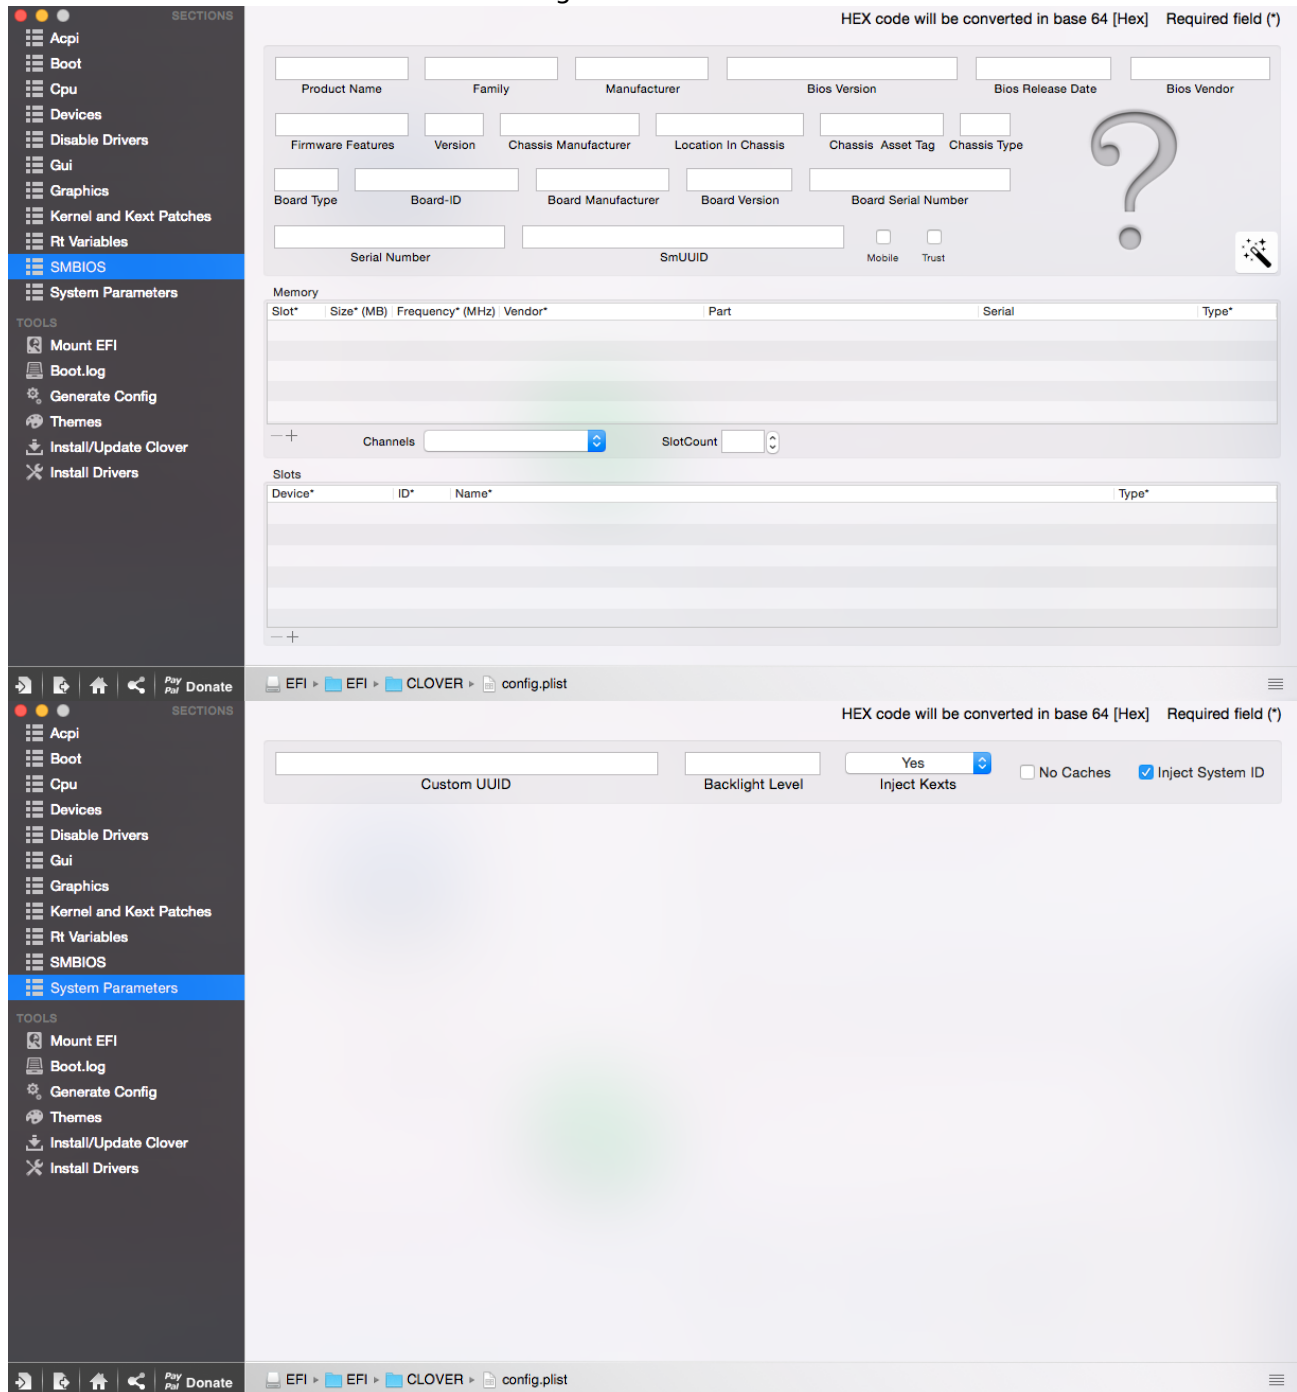 SECTIONS
HEX code will be converted in base 64 [Hex] Required field (*)
Acpi
Boot
Cpu
Devices
Disable Drivers
Gui
Graphics
Kernel and Kext Patches
Rt Variables
SMBIOS
System Parameters
TOOLS
Mount EFI
Boot.log
Generate Config
Themes
Install/Update Clover
Install Drivers
Product Name Family Manufacturer Bios Version Bios Release Date Bios Vendor
Firmware Features Version Chassis Manufacturer Location In Chassis Chassis Asset Tag Chassis Type
Board Type Board-ID Board Manufacturer Board Version Board Serial Number
Serial Number SmUUID Mobile Trust
Memory
Slot* Size* (MB) Frequency* (MHz) Vendor* Part Serial Type*
Channels SlotCount
Slots
Device* ID* Name* Type*
Pay Pal Donate
EFI EFI CLOVER config.plist
SECTIONS
HEX code will be converted in base 64 [Hex] Required field (*)
Acpi
Boot
Cpu
Devices
Disable Drivers
Gui
Graphics
Kernel and Kext Patches
Rt Variables
SMBIOS
System Parameters
TOOLS
Mount EFI
Boot.log
Generate Config
Themes
Install/Update Clover
Install Drivers
Yes
Custom UUID Backlight Level Inject Kexts No Caches Inject System ID
Pay Pal Donate
EFI EFI CLOVER config.plist